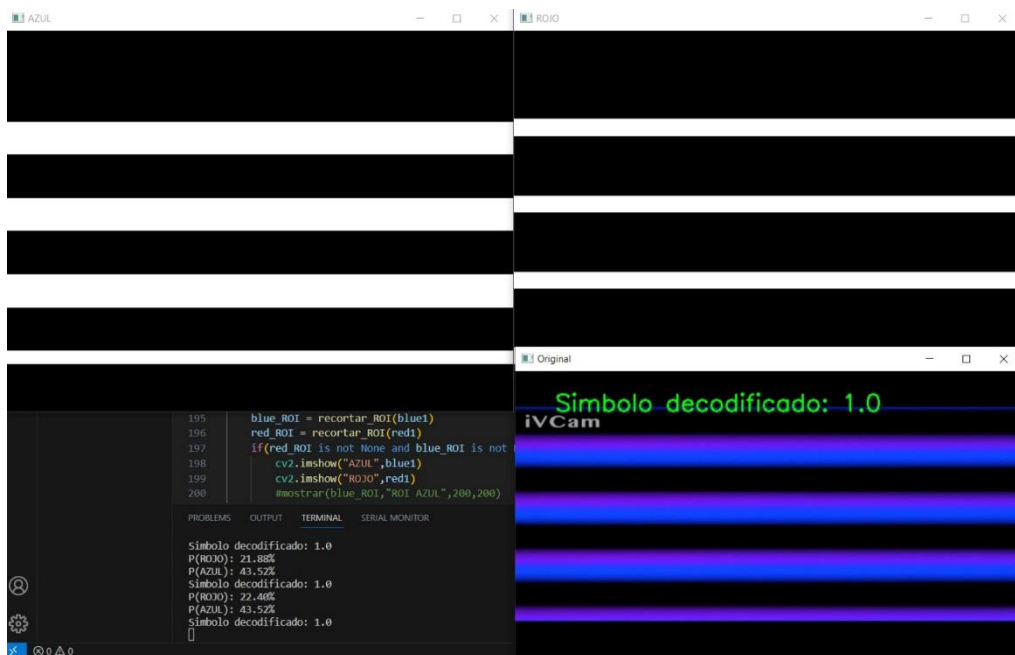 AZUL
ROJO
Original
Simbolo decodificado: 1.0
iVCam
195 blue_ROI = recortar_ROI(blue1)
196 red_ROI = recortar_ROI(red1)
197 if(red_ROI is not None and blue_ROI is not
198 cv2.imshow("AZUL",blue1)
199 cv2.imshow("ROJO",red1)
200 #mostrar(blue_ROI,"ROI AZUL",200,200)
PROBLEMS OUTPUT TERMINAL SERIAL MONITOR
Simbolo decodificado: 1.0
P(ROJO): 21.88%
P(AZUL): 43.52%
Simbolo decodificado: 1.0
P(ROJO): 22.40%
P(AZUL): 43.52%
Simbolo decodificado: 1.0
0 0 0